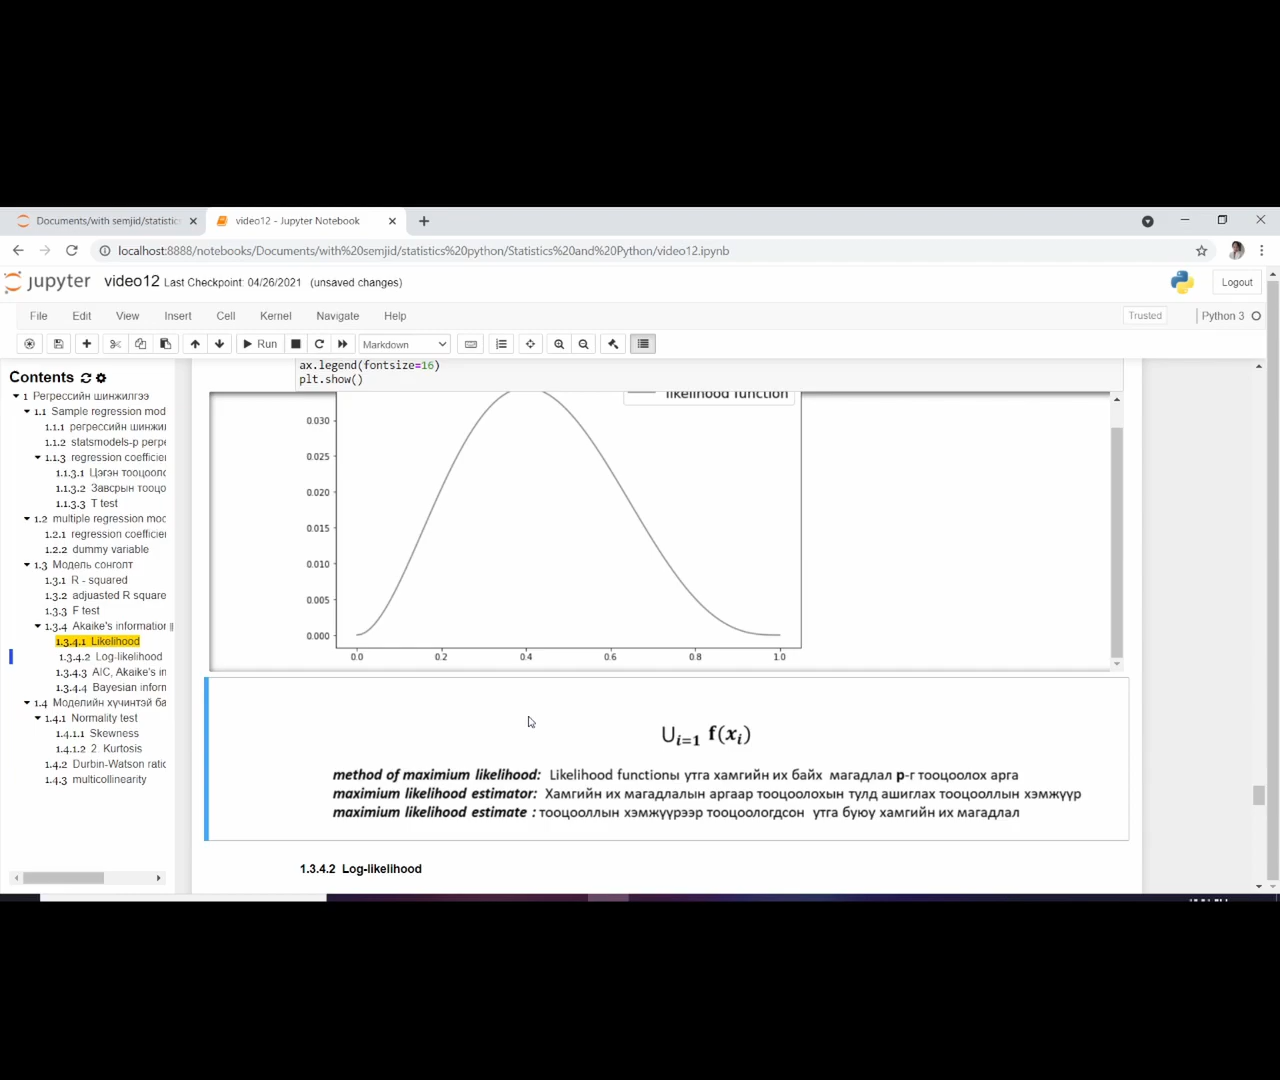 Documents/with semjid/statistic
video12 - Jupyter Notebook
localhost:8888/notebooks/Documents/with%20semjid/statistics%20python/Statistics%20and%20Python/video12.ipynb
jupyter video12 Last Checkpoint: 04/26/2021 (unsaved changes)
Logout
File Edit View Insert Cell Kernel Navigate Help
Trusted
Python 3
Run
Markdown
Contents
1 Регрессийн шинжилгээ
1.1 Sample regression mod
1.1.1 регрессийн шинжи
1.1.2 statsmodels-р регре
1.1.3 regression coefficie
1.1.3.1 Цэгэн тооцоолс
1.1.3.2 Завсрын тооцо
1.1.3.3 T test
1.2 multiple regression moc
1.2.1 regression coefficie
1.2.2 dummy variable
1.3 Модель сонголт
1.3.1 R - squared
1.3.2 adjuasted R square
1.3.3 F test
1.3.4 Akaike's information
1.3.4.1 Likelihood
1.3.4.2 Log-likelihood
1.3.4.3 AIC, Akaike's in
1.3.4.4 Bayesian inforn
1.4 Моделийн хүчинтэй ба
1.4.1 Normality test
1.4.1.1 Skewness
1.4.1.2 2. Kurtosis
1.4.2 Durbin-Watson ratio
1.4.3 multicollinearity
ax.legend(fontsize=16)
plt.show()
likelihood function
0.030
0.025
0.020
0.015
0.010
0.005
0.000
0.0 0.2 0.4 0.6 0.8 1.0
⋃i=1 f(xi)
method of maximium likelihood: Likelihood functionы утга хамгийн их байх магадлал p-г тооцоолох арга
maximium likelihood estimator: Хамгийн их магадлалын аргаар тооцоолохын тулд ашиглах тооцооллын хэмжүүр
maximium likelihood estimate : тооцооллын хэмжүүрээр тооцоологдсон утга буюу хамгийн их магадлал
1.3.4.2 Log-likelihood